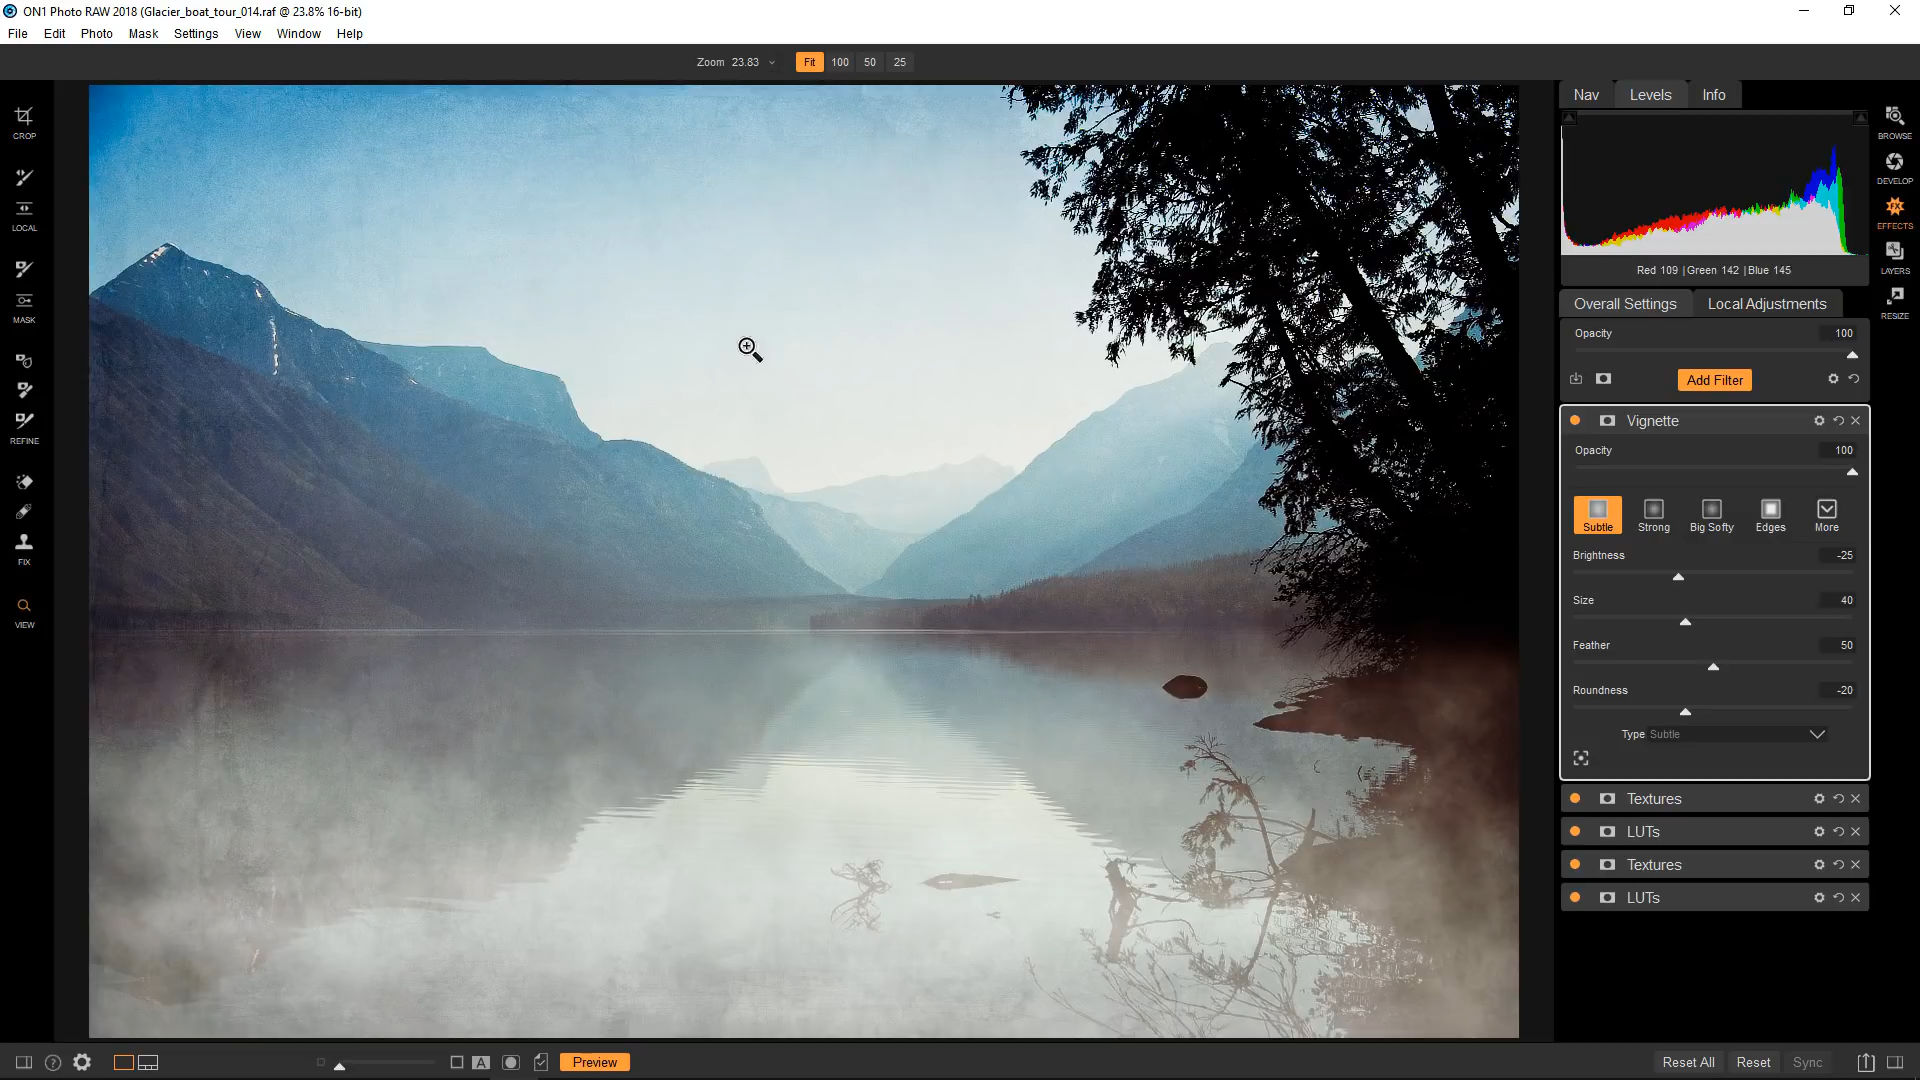 ON1 Photo RAW 2018 (Glacier_boat_tour_014.raf @ 23.8% 16-bit)
File Edit Photo Mask Settings View Window Help
Zoom 23.83 Fit 100 50 25
CROP
LOCAL
MASK
REFINE
FIX
VIEW
Nav Levels Info
Red 109 |Green 142 |Blue 145
Overall Settings Local Adjustments
Opacity 100
Add Filter
Vignette
Opacity 100
Subtle Strong Big Softy Edges More
Brightness -25
Size 40
Feather 50
Roundness -20
Type Subtle
Textures
LUTs
Textures
LUTs
BROWSE
DEVELOP
FX
EFFECTS
LAYERS
RESIZE
? A Preview
Reset All Reset Sync